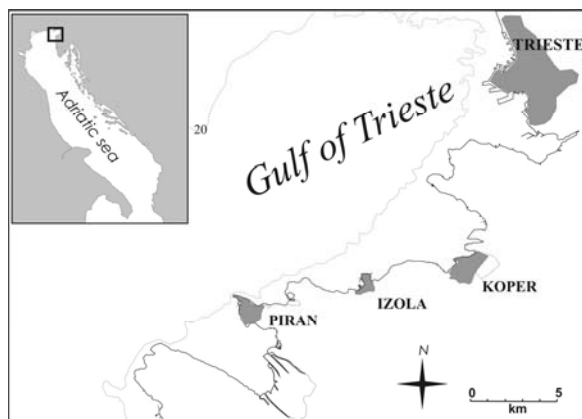 TRIESTE
Adriatic sea
20
Gulf of Trieste
KOPER
IZOLA
PIRAN
N
0 5
km